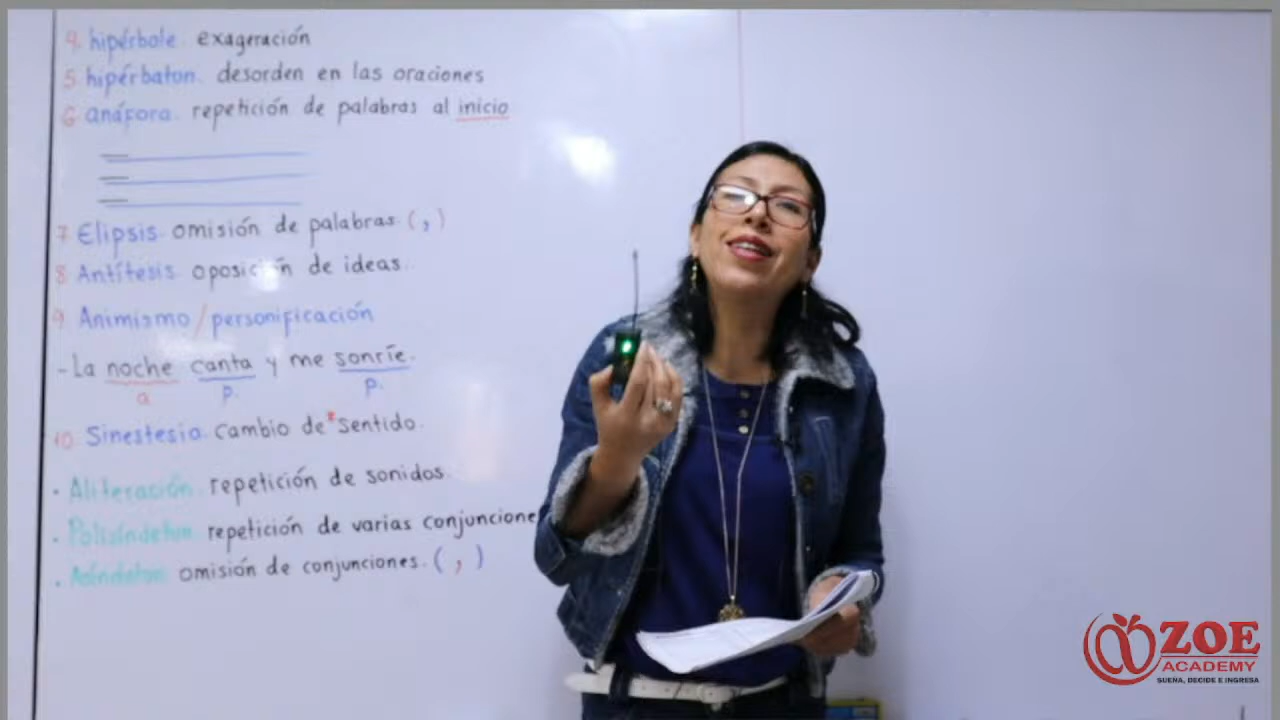 4. hipérbole. exageración
5. hipérbaton. desorden en las oraciones
6. anáfora. repetición de palabras al inicio
7 Elipsis. omisión de palabras. ( , )
8 Antítesis. oposición de ideas.
9 Animismo / personificación
- La noche canta y me sonríe.
a p. p.
10. Sinestesia. cambio de sentido.
• Aliteración. repetición de sonidos.
• Polisíndeton. repetición de varias conjuncione
• Asíndeton. omisión de conjunciones. ( , )
ZOE
ACADEMY
SUEÑA, DECIDE E INGRESA